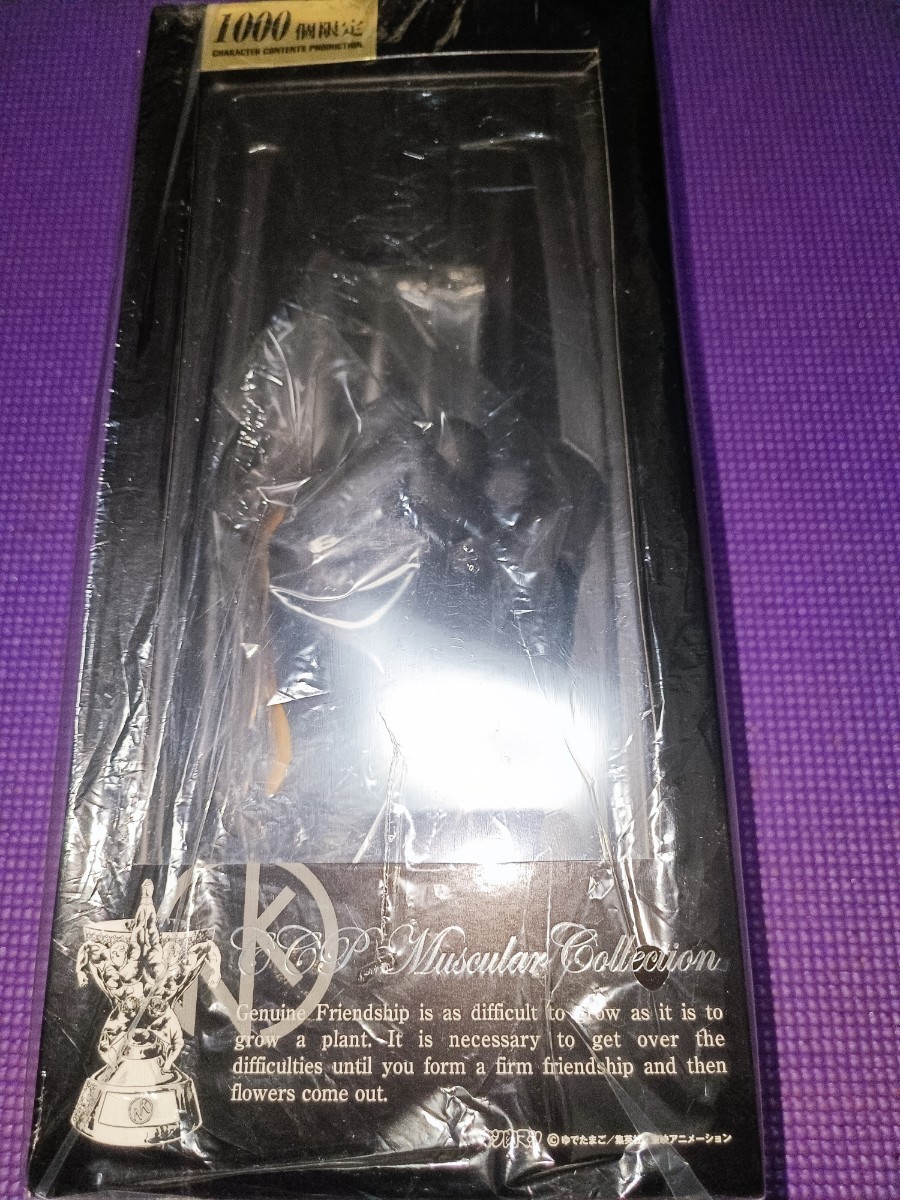 1000個限定
CHARACTER CONTENTS PRODUCTION
CCP Muscular Collection
Genuine Friendship is as difficult to grow as it is to
grow a plant. It is necessary to get over the
difficulties until you form a firm friendship and then
flowers come out.
©ゆでたまご/集英社 東映アニメーション